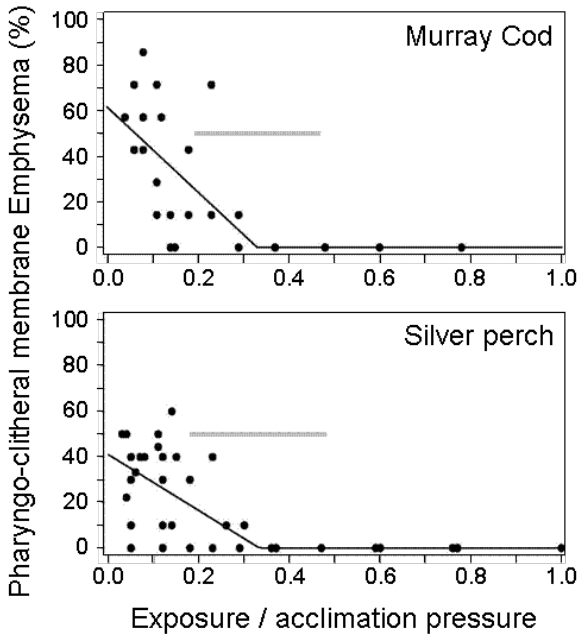 Pharyngo-clitheral membrane Emphysema (%)
Murray Cod
100
80
60
40
20
0
0.0 0.2 0.4 0.6 0.8 1.0
Silver perch
100
80
60
40
20
0
0.0 0.2 0.4 0.6 0.8 1.0
Exposure / acclimation pressure